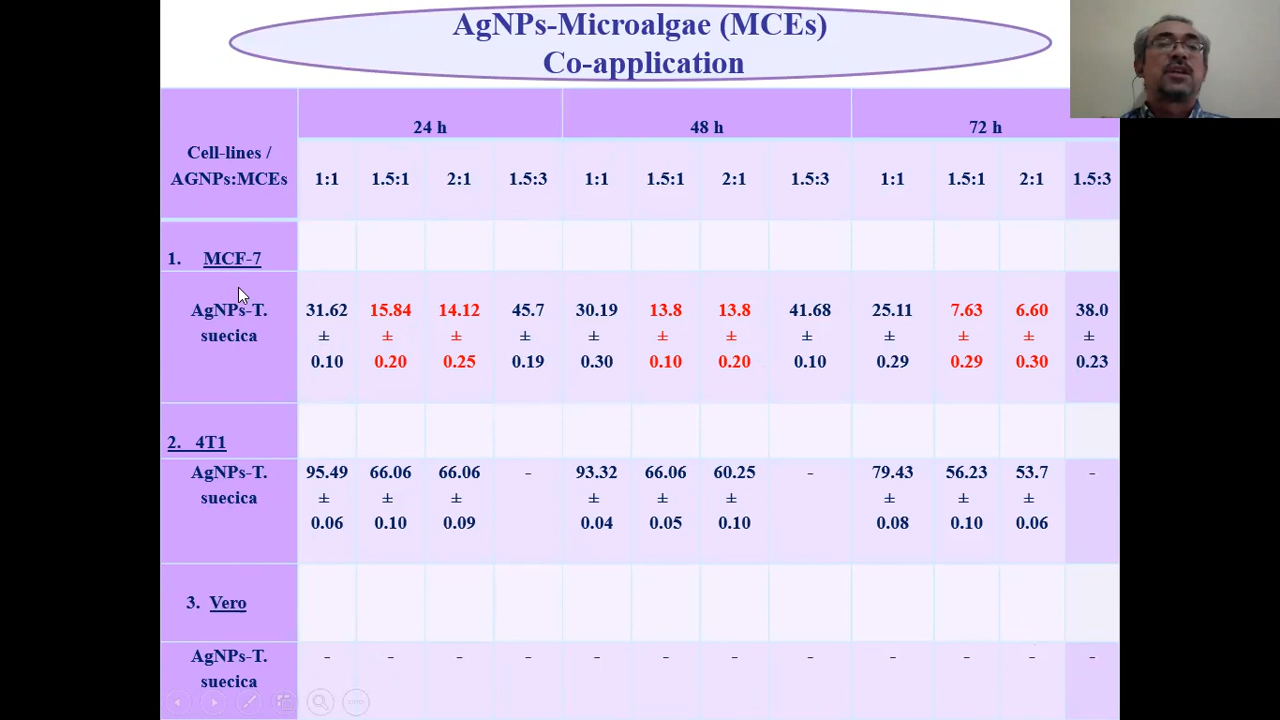 AgNPs-Microalgae (MCEs)
Co-application
Cell-lines /
AGNPs:MCEs
24 h 48 h 72 h
1:1 1.5:1 2:1 1.5:3 1:1 1.5:1 2:1 1.5:3 1:1 1.5:1 2:1 1.5:3
1. MCF-7
AgNPs-T. suecica
31.62 ± 0.10
15.84 ± 0.20
14.12 ± 0.25
45.7 ± 0.19
30.19 ± 0.30
13.8 ± 0.10
13.8 ± 0.20
41.68 ± 0.10
25.11 ± 0.29
7.63 ± 0.29
6.60 ± 0.30
38.0 ± 0.23
2. 4T1
AgNPs-T. suecica
95.49 ± 0.06
66.06 ± 0.10
66.06 ± 0.09
-
93.32 ± 0.04
66.06 ± 0.05
60.25 ± 0.10
-
79.43 ± 0.08
56.23 ± 0.10
53.7 ± 0.06
-
3. Vero
AgNPs-T. suecica
- - - - - - - - - - - -